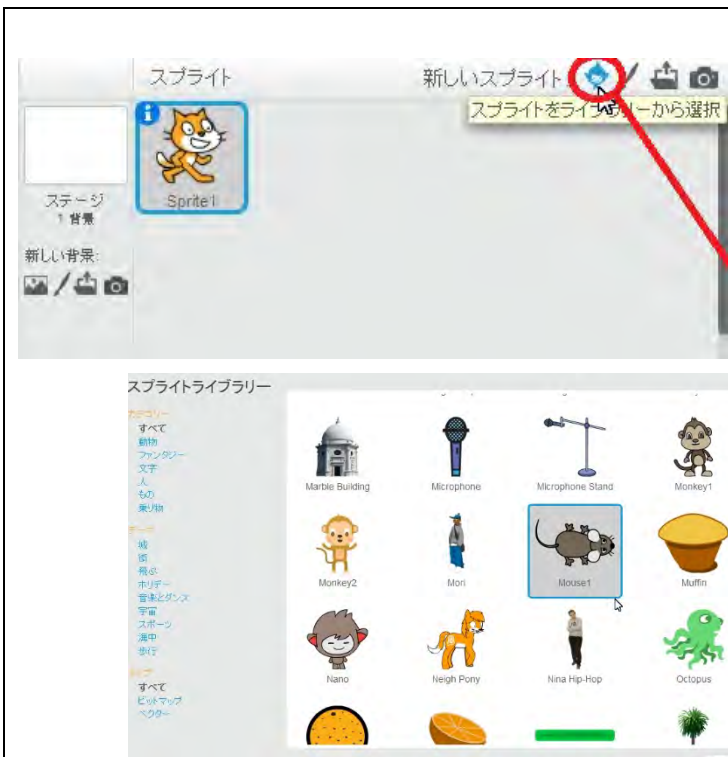 スプライト
新しいスプライト
スプライトをライブラリーから選択
Sprite1
ステージ
1 背景
新しい背景:
スプライトライブラリー
カテゴリー
すべて
動物
ファンタジー
文字
人
もの
乗り物
テーマ
城
街
飛ぶ
ホリデー
音楽とダンス
宇宙
スポーツ
海中
歩行
タイプ
すべて
ビットマップ
ベクター
Marble Building
Microphone
Microphone Stand
Monkey1
Monkey2
Mori
Mouse1
Muffin
Nano
Neigh Pony
Nina Hip-Hop
Octopus